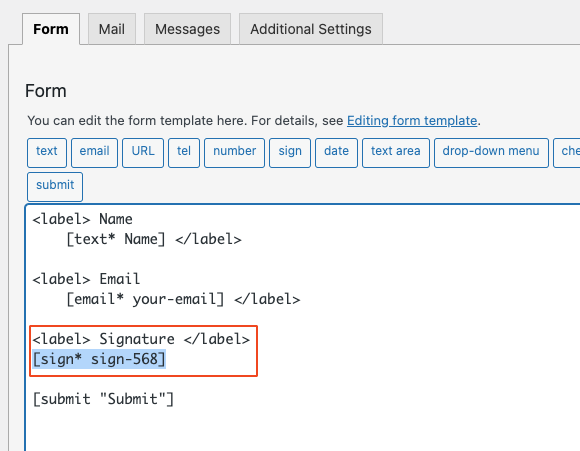 Form Mail Messages Additional Settings
Form
You can edit the form template here. For details, see Editing form template.
text email URL tel number sign date text area drop-down menu che
submit
<label> Name
[text* Name] </label>
<label> Email
[email* your-email] </label>
<label> Signature </label>
[sign* sign-568]
[submit "Submit"]